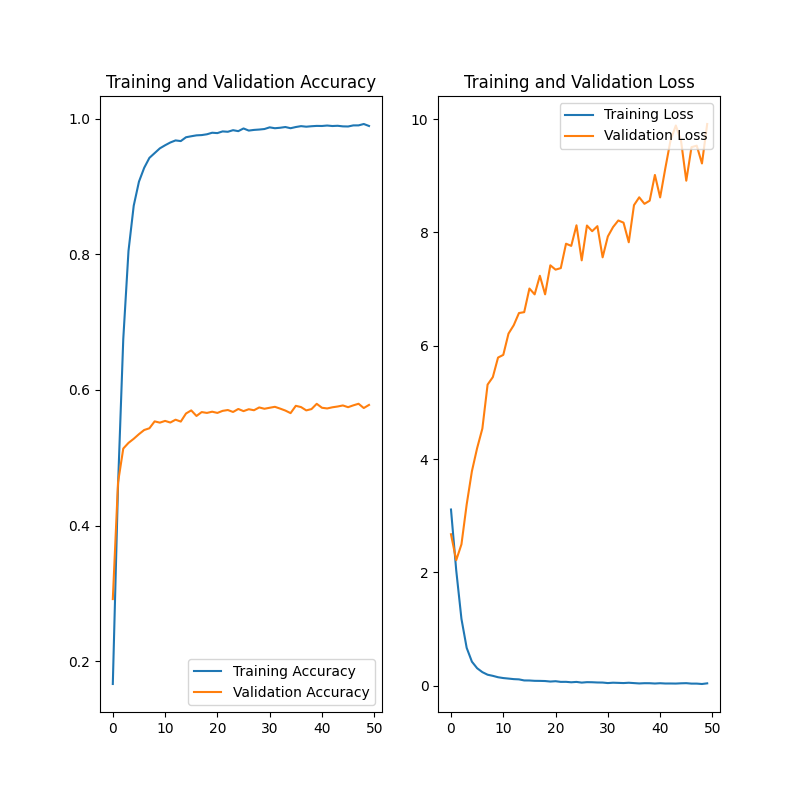 Training and Validation Accuracy
1.0
0.8
0.6
0.4
0.2
Training Accuracy
Validation Accuracy
0 10 20 30 40 50
Training and Validation Loss
10
8
6
4
2
0
Training Loss
Validation Loss
0 10 20 30 40 50